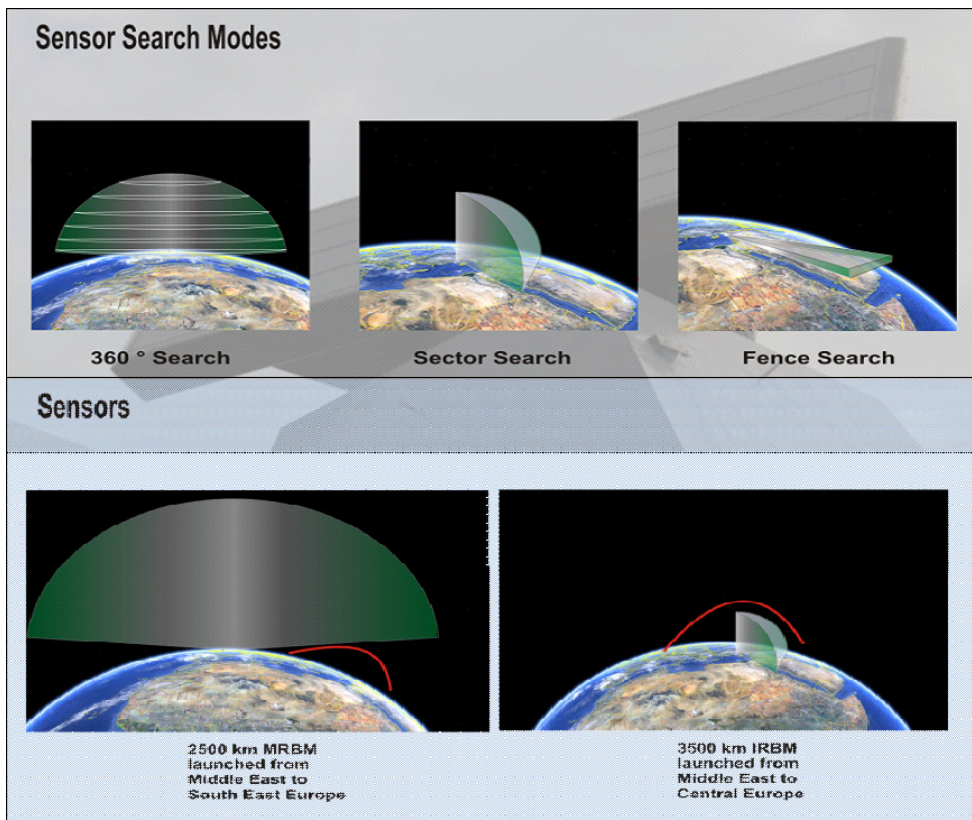 Sensor Search Modes
360 ° Search
Sector Search
Fence Search
Sensors
2500 km MRBM
launched from
Middle East to
South East Europe
3500 km IRBM
launched from
Middle East to
Central Europe